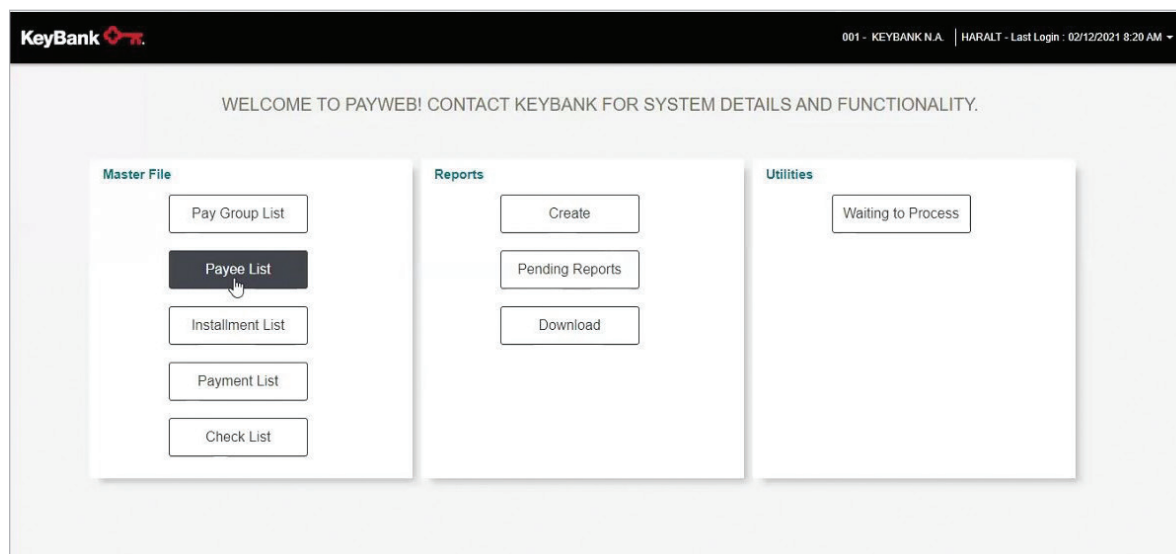 KeyBank
001 - KEYBANK N.A. | HARALT - Last Login : 02/12/2021 8:20 AM
WELCOME TO PAYWEB! CONTACT KEYBANK FOR SYSTEM DETAILS AND FUNCTIONALITY.
Master File
Pay Group List
Payee List
Installment List
Payment List
Check List
Reports
Create
Pending Reports
Download
Utilities
Waiting to Process